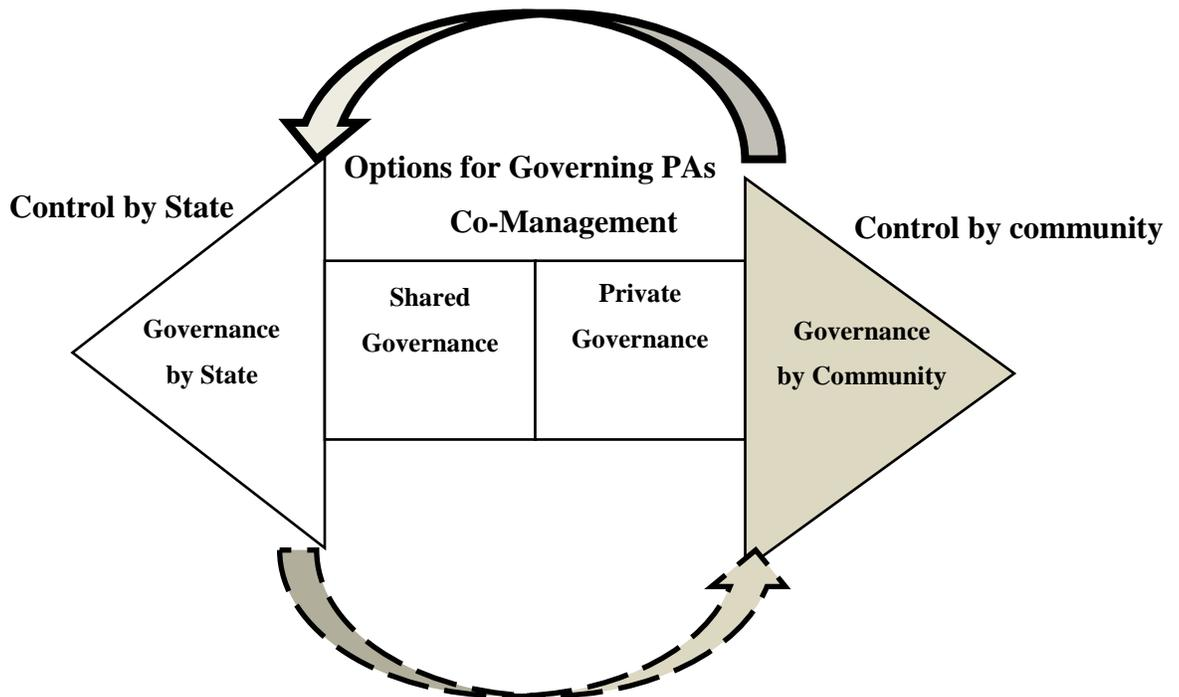 Options for Governing PAs
Control by State
Co-Management
Control by community
Governance
by State
Shared
Governance
Private
Governance
Governance
by Community